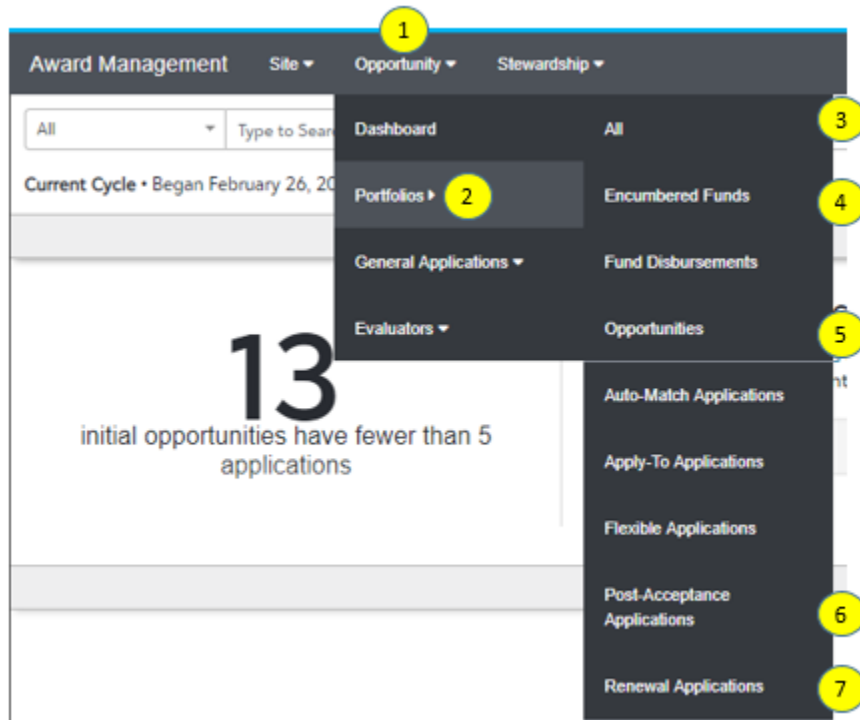 1
Award Management Site Opportunity Stewardship
All Type to Sear Dashboard All 3
Current Cycle • Began February 26, 20 Portfolios 2 Encumbered Funds 4
General Applications Fund Disbursements
Evaluators Opportunities 5
13
initial opportunities have fewer than 5
applications
Auto-Match Applications
Apply-To Applications
Flexible Applications
Post-Acceptance
Applications 6
Renewal Applications 7